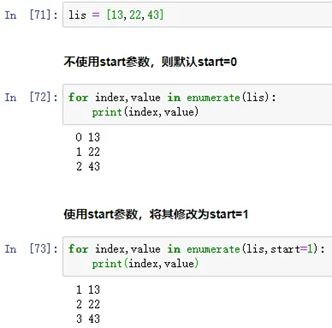 In [71]: lis = [13,22,43]
不使用start参数，则默认start=0
In [72]: for index,value in enumerate(lis):
print(index,value)
0 13
1 22
2 43
使用start参数，将其修改为start=1
In [73]: for index,value in enumerate(lis,start=1):
print(index,value)
1 13
2 22
3 43